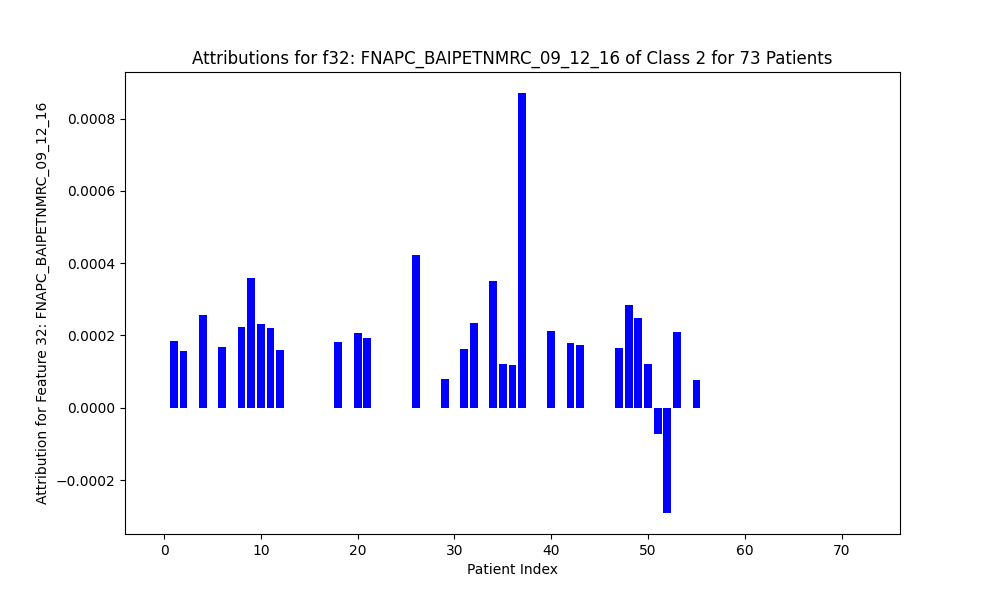 Attributions for f32: FNAPC_BAIPETNMRC_09_12_16 of Class 2 for 73 Patients
Attribution for Feature 32: FNAPC_BAIPETNMRC_09_12_16
0.0008
0.0006
0.0004
0.0002
0.0000
−0.0002
0 10 20 30 40 50 60 70
Patient Index